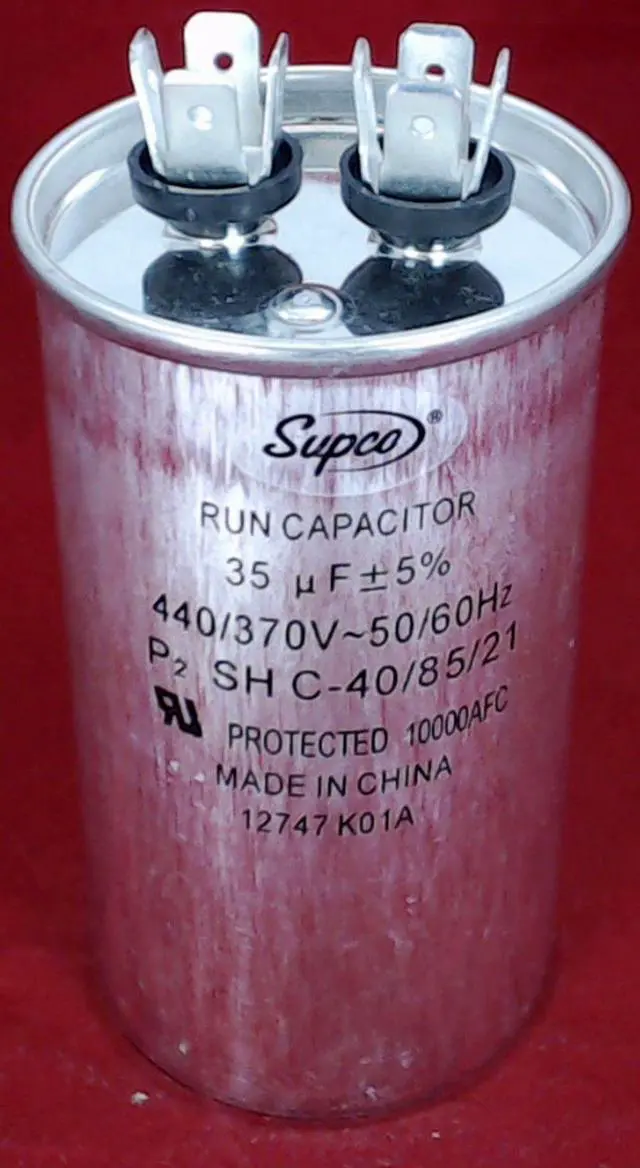 Supco®
RUN CAPACITOR
35 µF±5%
440/370V~50/60Hz
P₂ SH C-40/85/21
RU PROTECTED 10000AFC
MADE IN CHINA
12747 K01A